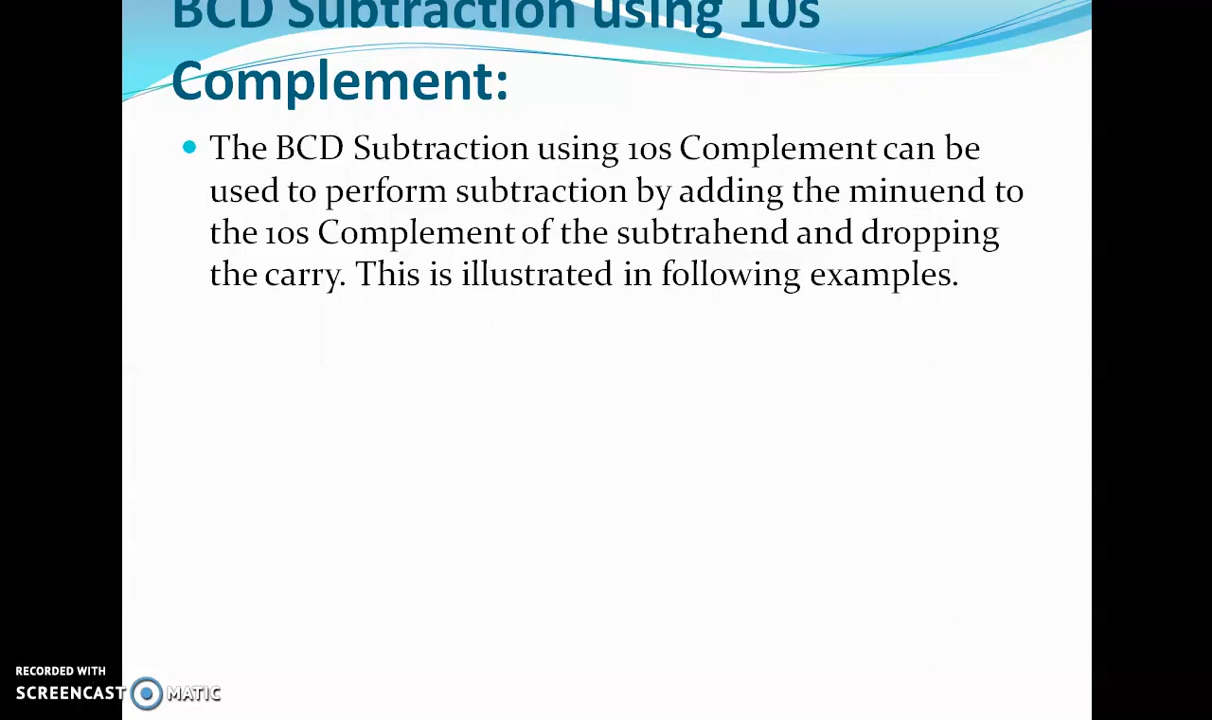 BCD Subtraction using 10s
Complement:
The BCD Subtraction using 10s Complement can be
used to perform subtraction by adding the minuend to
the 10s Complement of the subtrahend and dropping
the carry. This is illustrated in following examples.
RECORDED WITH
SCREENCAST MATIC